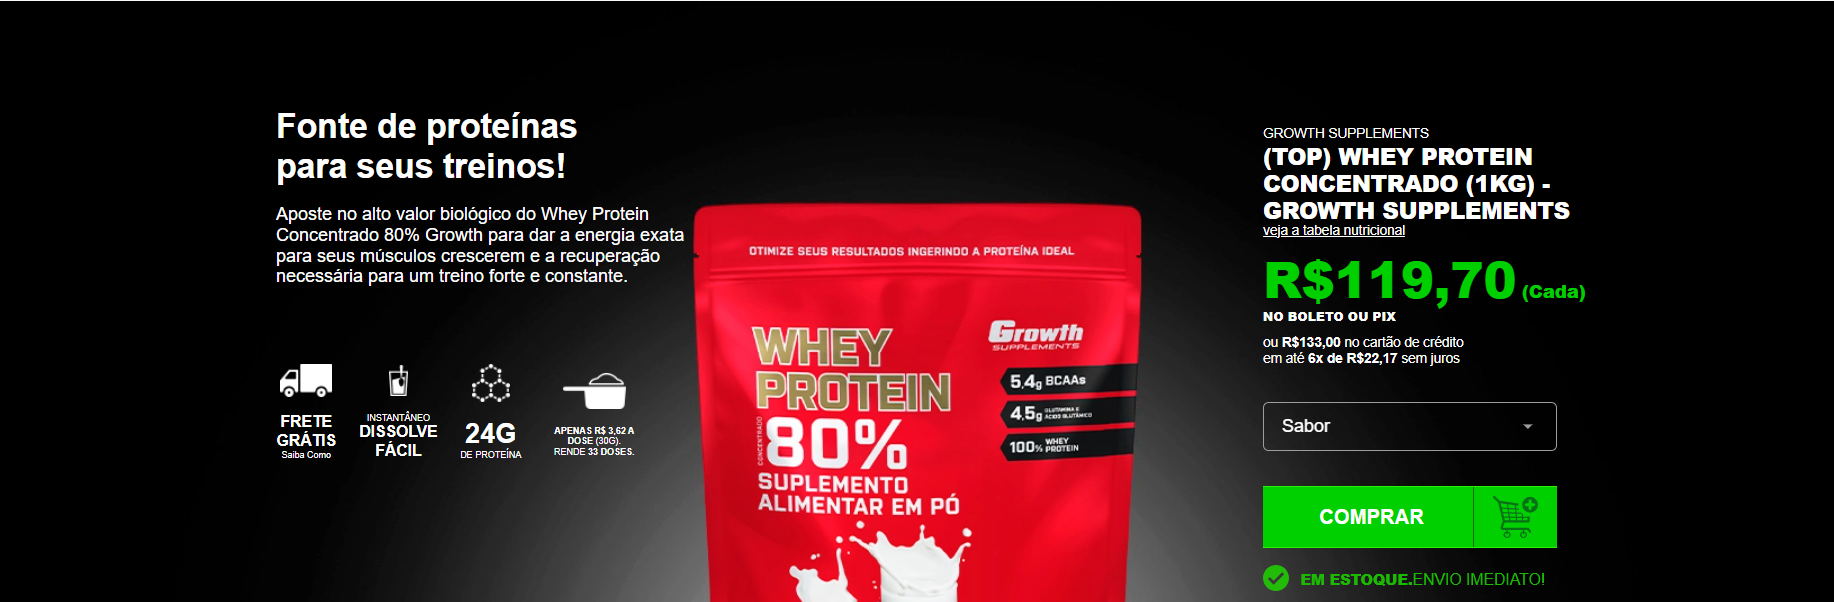 Fonte de proteínas
para seus treinos!
Aposte no alto valor biológico do Whey Protein
Concentrado 80% Growth para dar a energia exata
para seus músculos crescerem e a recuperação
necessária para um treino forte e constante.
FRETE
GRÁTIS
Saiba Como
INSTANTÂNEO
DISSOLVE
FÁCIL
24G
DE PROTEÍNA
APENAS R$ 3,62 A
DOSE (30G).
RENDE 33 DOSES.
OTIMIZE SEUS RESULTADOS INGERINDO A PROTEÍNA IDEAL
WHEY
PROTEIN
CONCENTRADO
80%
SUPLEMENTO
ALIMENTAR EM PÓ
Growth
SUPPLEMENTS
5,4g BCAAs
4,5g GLUTAMINA E
ÁCIDO GLUTÂMICO
100% WHEY
PROTEIN
GROWTH SUPPLEMENTS
(TOP) WHEY PROTEIN
CONCENTRADO (1KG) -
GROWTH SUPPLEMENTS
veja a tabela nutricional
R$119,70 (Cada)
NO BOLETO OU PIX
ou R$133,00 no cartão de crédito
em até 6x de R$22,17 sem juros
Sabor
COMPRAR
EM ESTOQUE.ENVIO IMEDIATO!